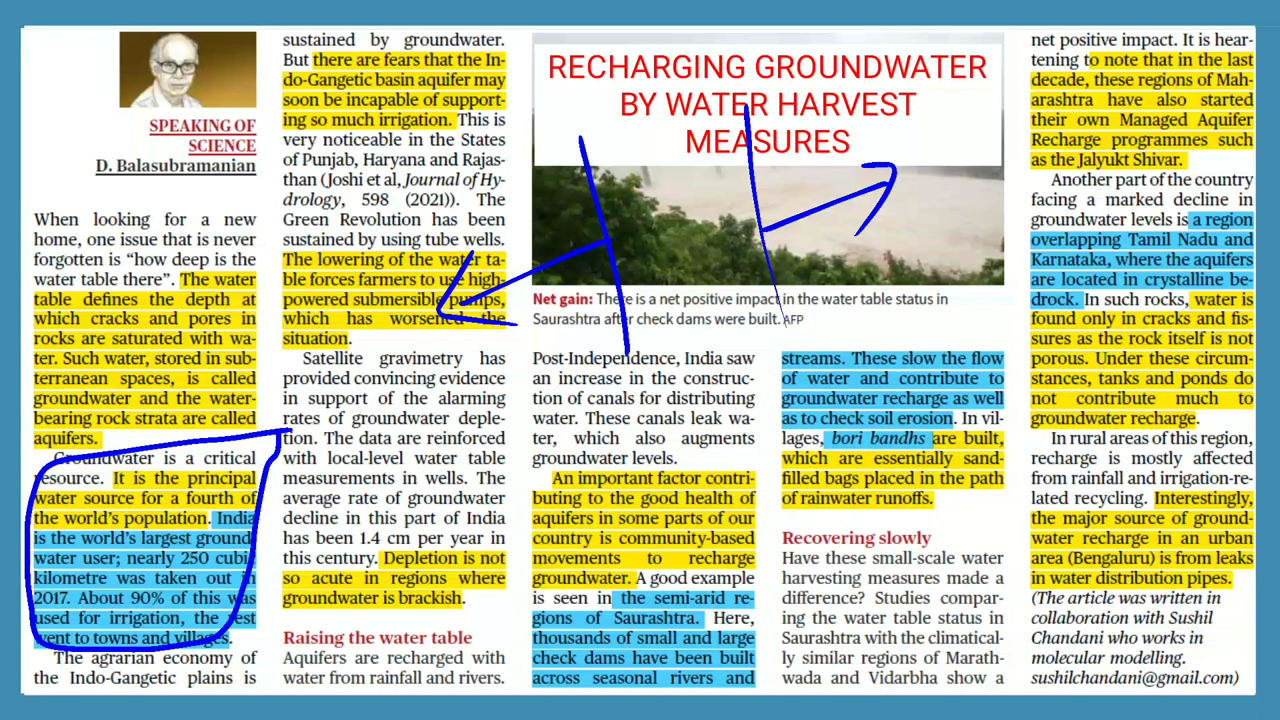 SPEAKING OF
SCIENCE
D. Balasubramanian
When looking for a new
home, one issue that is never
forgotten is “how deep is the
water table there”. The water
table defines the depth at
which cracks and pores in
rocks are saturated with wa-
ter. Such water, stored in sub-
terranean spaces, is called
groundwater and the water-
bearing rock strata are called
aquifers.
Groundwater is a critical
resource. It is the principal
water source for a fourth of
the world’s population. India
is the world’s largest ground
water user; nearly 250 cubic
kilometre was taken out in
2017. About 90% of this was
used for irrigation, the rest
went to towns and villages.
The agrarian economy of
the Indo-Gangetic plains is
sustained by groundwater.
But there are fears that the In-
do-Gangetic basin aquifer may
soon be incapable of support-
ing so much irrigation. This is
very noticeable in the States
of Punjab, Haryana and Rajas-
than (Joshi et al, Journal of Hy-
drology, 598 (2021)). The
Green Revolution has been
sustained by using tube wells.
The lowering of the water ta-
ble forces farmers to use high-
powered submersible pumps,
which has worsened the
situation.
Satellite gravimetry has
provided convincing evidence
in support of the alarming
rates of groundwater deple-
tion. The data are reinforced
with local-level water table
measurements in wells. The
average rate of groundwater
decline in this part of India
has been 1.4 cm per year in
this century. Depletion is not
so acute in regions where
groundwater is brackish.
Raising the water table
Aquifers are recharged with
water from rainfall and rivers.
RECHARGING GROUNDWATER
BY WATER HARVEST
MEASURES
Net gain: There is a net positive impact in the water table status in
Saurashtra after check dams were built. AFP
Post-Independence, India saw
an increase in the construc-
tion of canals for distributing
water. These canals leak wa-
ter, which also augments
groundwater levels.
An important factor contri-
buting to the good health of
aquifers in some parts of our
country is community-based
movements to recharge
groundwater. A good example
is seen in the semi-arid re-
gions of Saurashtra. Here,
thousands of small and large
check dams have been built
across seasonal rivers and
streams. These slow the flow
of water and contribute to
groundwater recharge as well
as to check soil erosion. In vil-
lages, bori bandhs are built,
which are essentially sand-
filled bags placed in the path
of rainwater runoffs.
Recovering slowly
Have these small-scale water
harvesting measures made a
difference? Studies compar-
ing the water table status in
Saurashtra with the climatical-
ly similar regions of Marath-
wada and Vidarbha show a
net positive impact. It is hear-
tening to note that in the last
decade, these regions of Mah-
arashtra have also started
their own Managed Aquifer
Recharge programmes such
as the Jalyukt Shivar.
Another part of the country
facing a marked decline in
groundwater levels is a region
overlapping Tamil Nadu and
Karnataka, where the aquifers
are located in crystalline be-
drock. In such rocks, water is
found only in cracks and fis-
sures as the rock itself is not
porous. Under these circum-
stances, tanks and ponds do
not contribute much to
groundwater recharge.
In rural areas of this region,
recharge is mostly affected
from rainfall and irrigation-re-
lated recycling. Interestingly,
the major source of ground-
water recharge in an urban
area (Bengaluru) is from leaks
in water distribution pipes.
(The article was written in
collaboration with Sushil
Chandani who works in
molecular modelling.
sushilchandani@gmail.com)